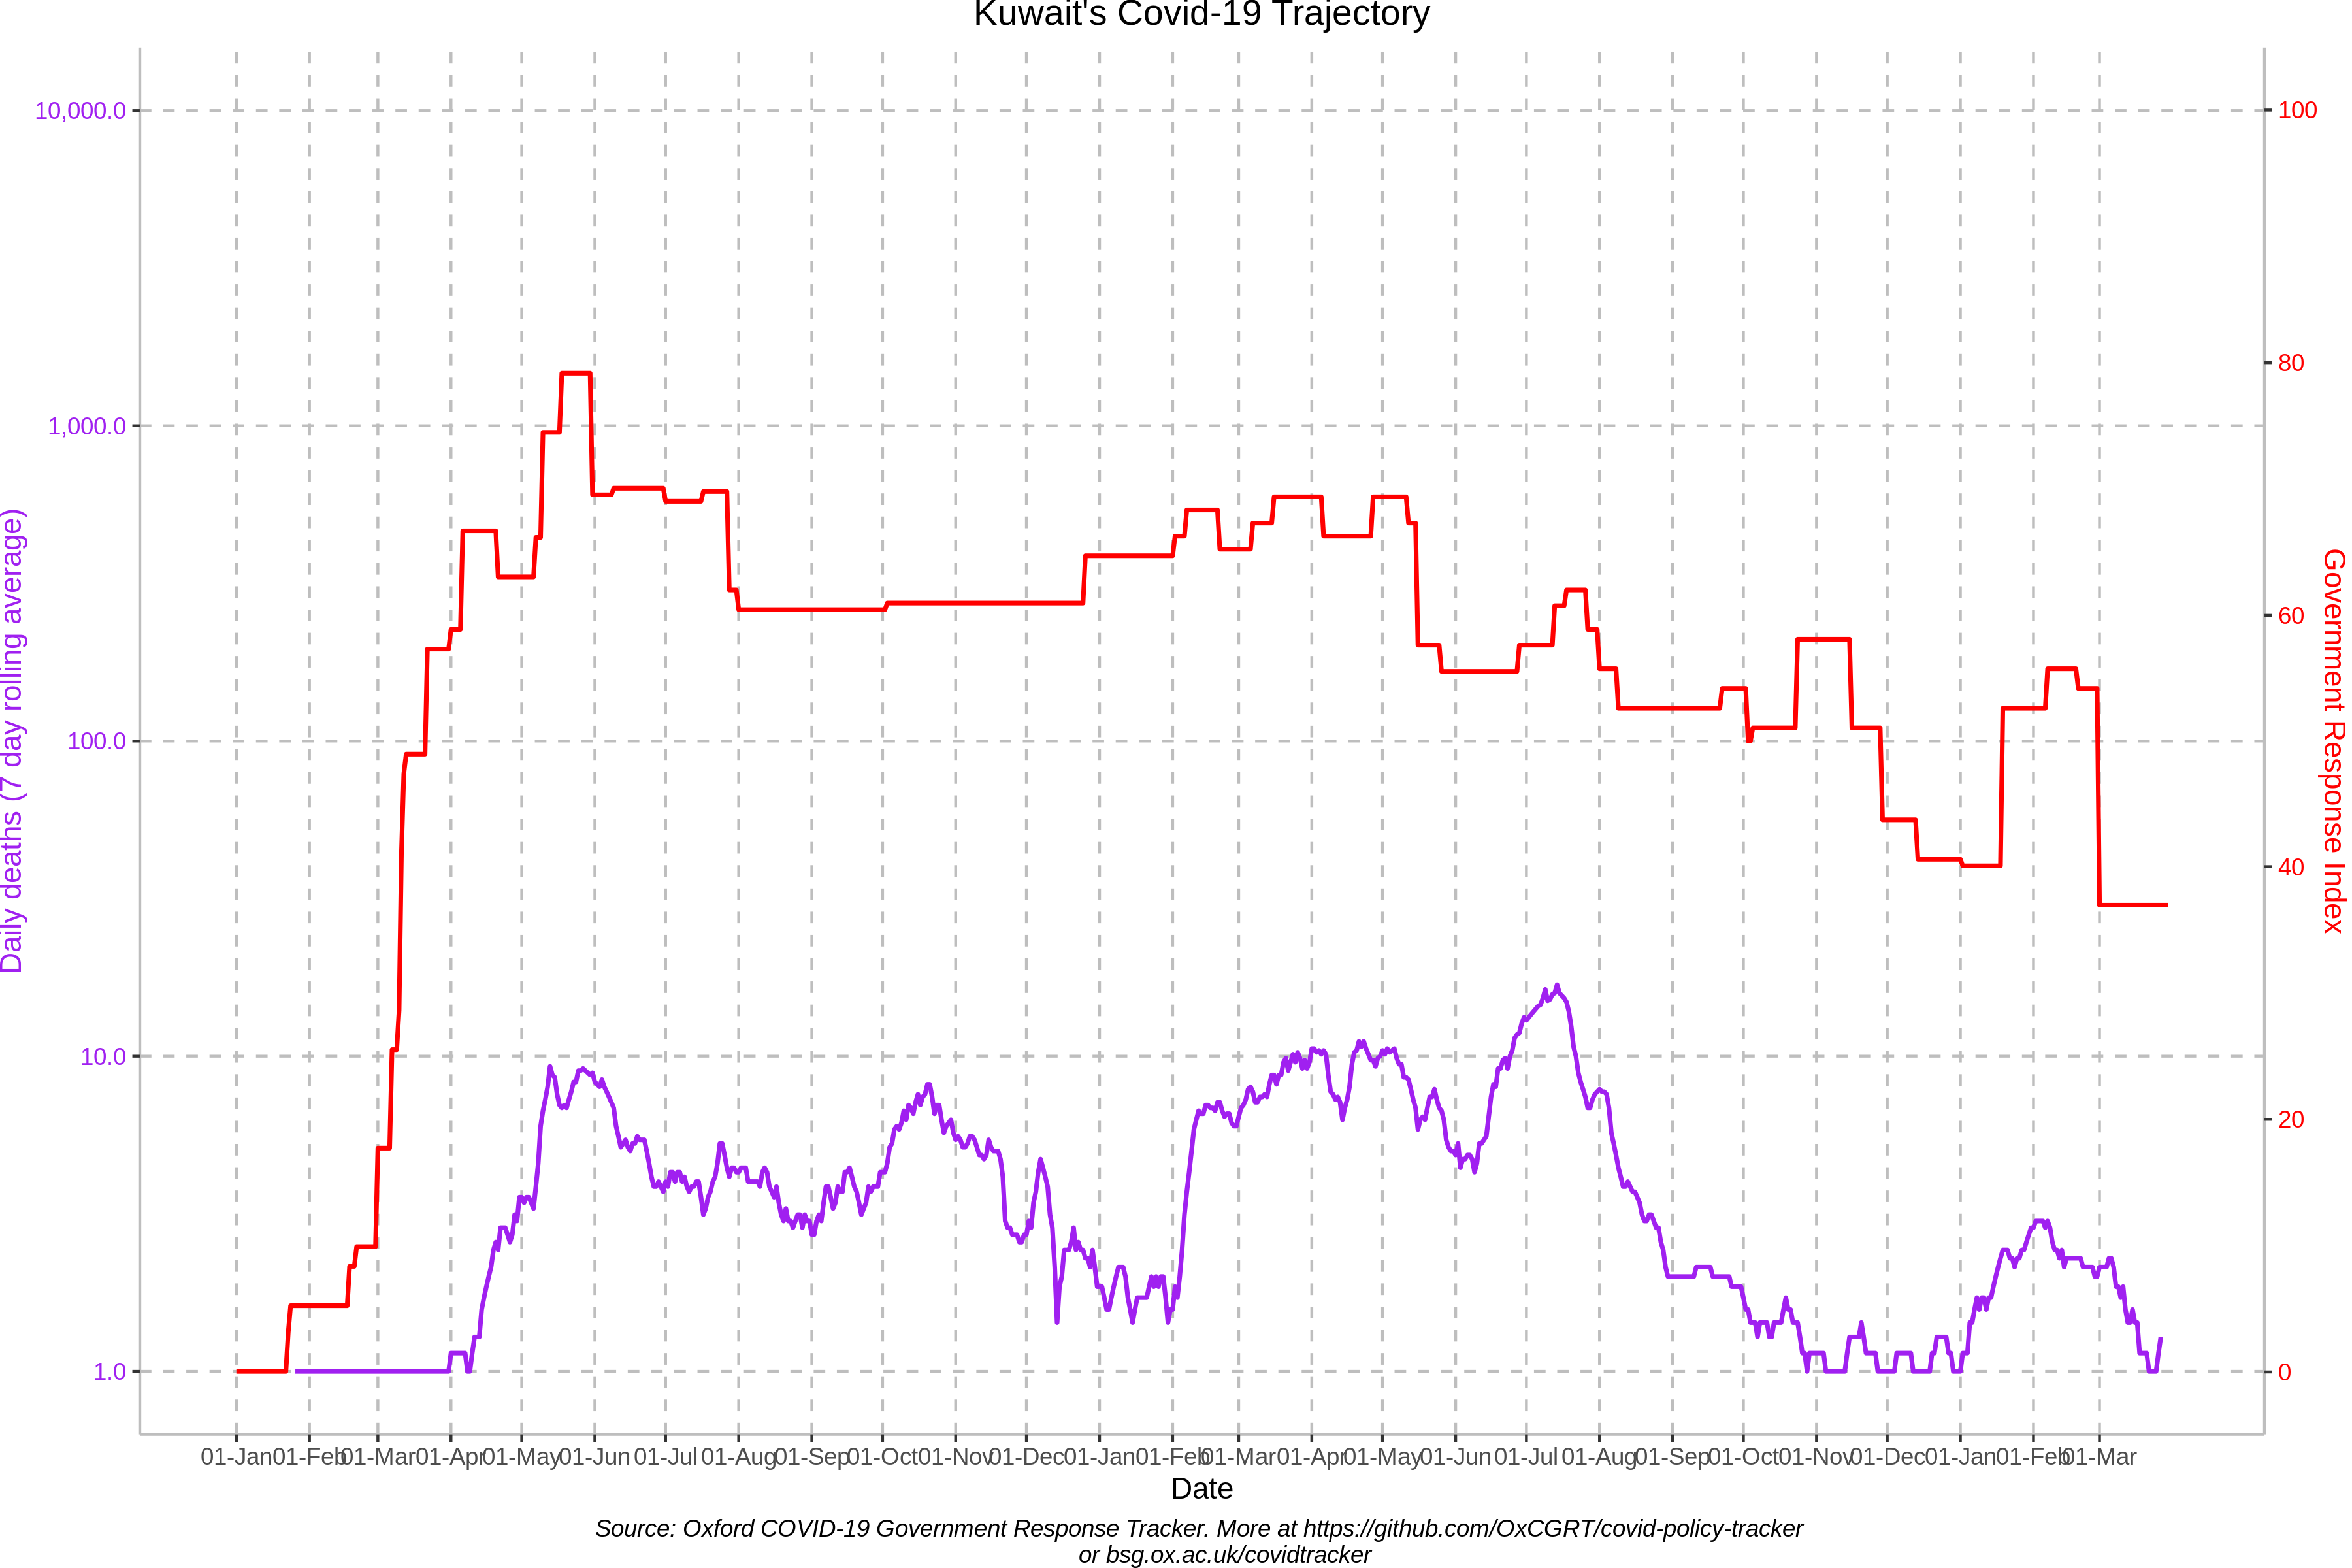 Kuwait's Covid-19 Trajectory
10,000.0
1,000.0
100.0
10.0
1.0
Daily deaths (7 day rolling average)
100
80
60
40
20
0
Government Response Index
01-Jan 01-Feb 01-Mar 01-Apr 01-May 01-Jun 01-Jul 01-Aug 01-Sep 01-Oct 01-Nov 01-Dec 01-Jan 01-Feb 01-Mar 01-Apr 01-May 01-Jun 01-Jul 01-Aug 01-Sep 01-Oct 01-Nov 01-Dec 01-Jan 01-Feb 01-Mar
Date
Source: Oxford COVID-19 Government Response Tracker. More at https://github.com/OxCGRT/covid-policy-tracker
or bsg.ox.ac.uk/covidtracker